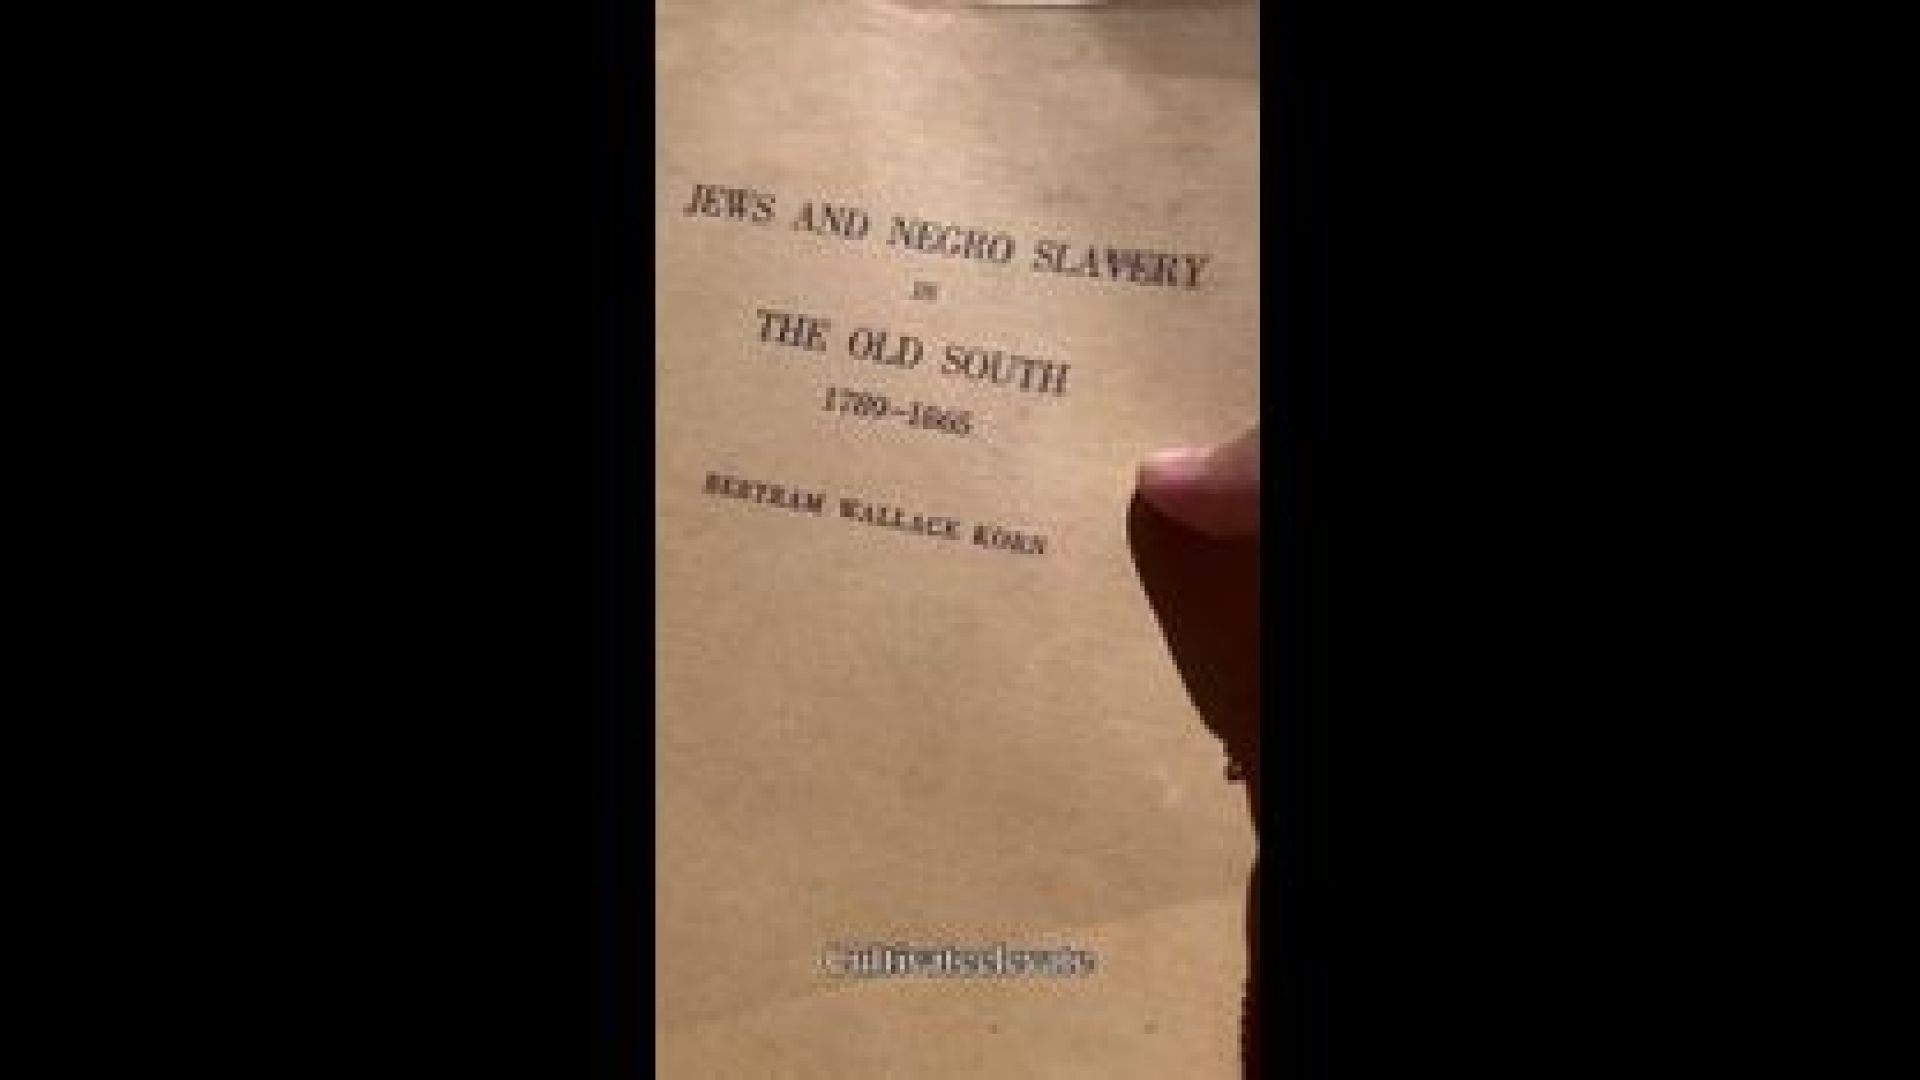 JEWS AND NEGRO SLAVERY
IN
THE OLD SOUTH
1789-1865
BERTRAM WALLACE KORN